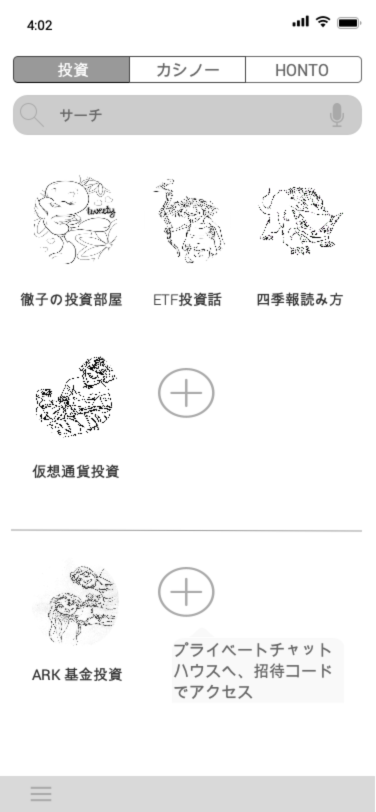 4:02
投資 カシノー HONTO
サーチ
tweety
徹子の投資部屋 ETF投資話 四季報読み方
仮想通貨投資
ARK 基金投資
プライベートチャット
ハウスへ、招待コード
でアクセス